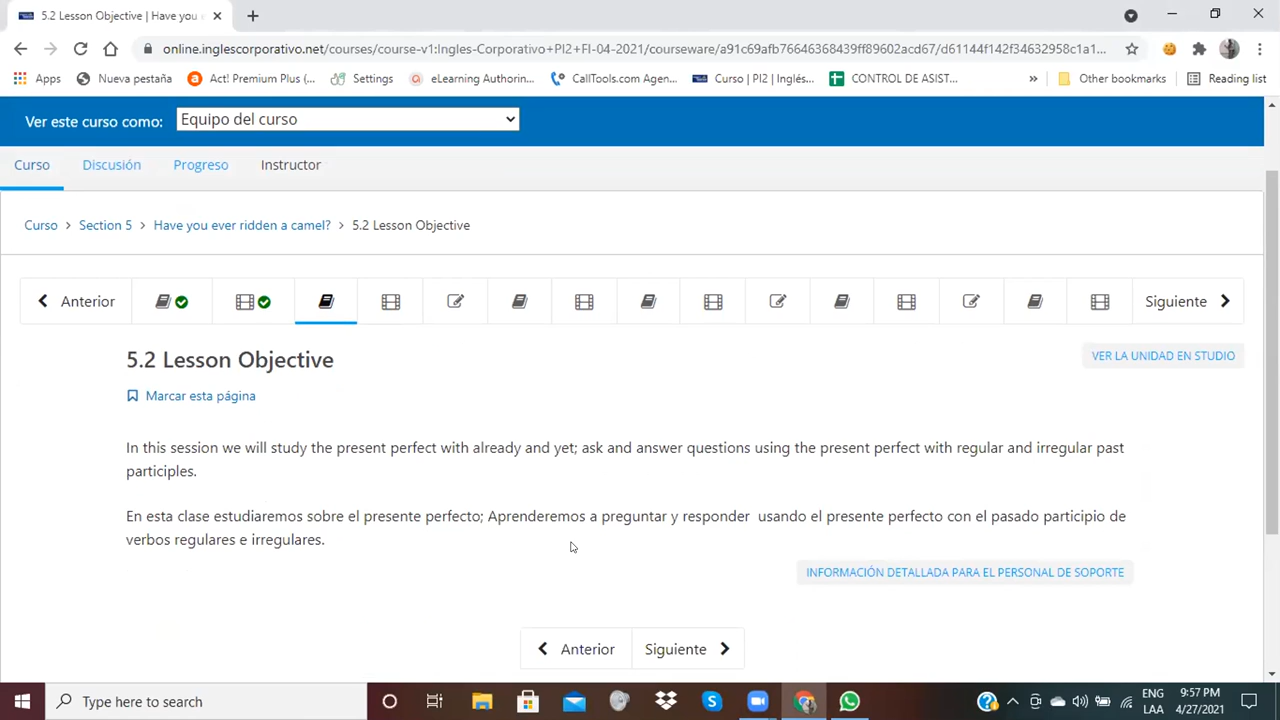 5.2 Lesson Objective | Have you e
online.inglescorporativo.net/courses/course-v1:Ingles-Corporativo+PI2+FI-04-2021/courseware/a91c69afb76646368439ff89602acd67/d61144f142f34632958c1a1...
Apps Nueva pestaña Act! Premium Plus (... Settings eLearning Authorin... CallTools.com Agen... Curso | PI2 | Inglés... CONTROL DE ASIST... » Other bookmarks Reading list
Ver este curso como: Equipo del curso
Curso Discusión Progreso Instructor
Curso > Section 5 > Have you ever ridden a camel? > 5.2 Lesson Objective
Anterior Siguiente
5.2 Lesson Objective
VER LA UNIDAD EN STUDIO
Marcar esta página
In this session we will study the present perfect with already and yet; ask and answer questions using the present perfect with regular and irregular past
participles.
En esta clase estudiaremos sobre el presente perfecto; Aprenderemos a preguntar y responder usando el presente perfecto con el pasado participio de
verbos regulares e irregulares.
INFORMACIÓN DETALLADA PARA EL PERSONAL DE SOPORTE
Anterior Siguiente
Type here to search
ENG 9:57 PM
LAA 4/27/2021